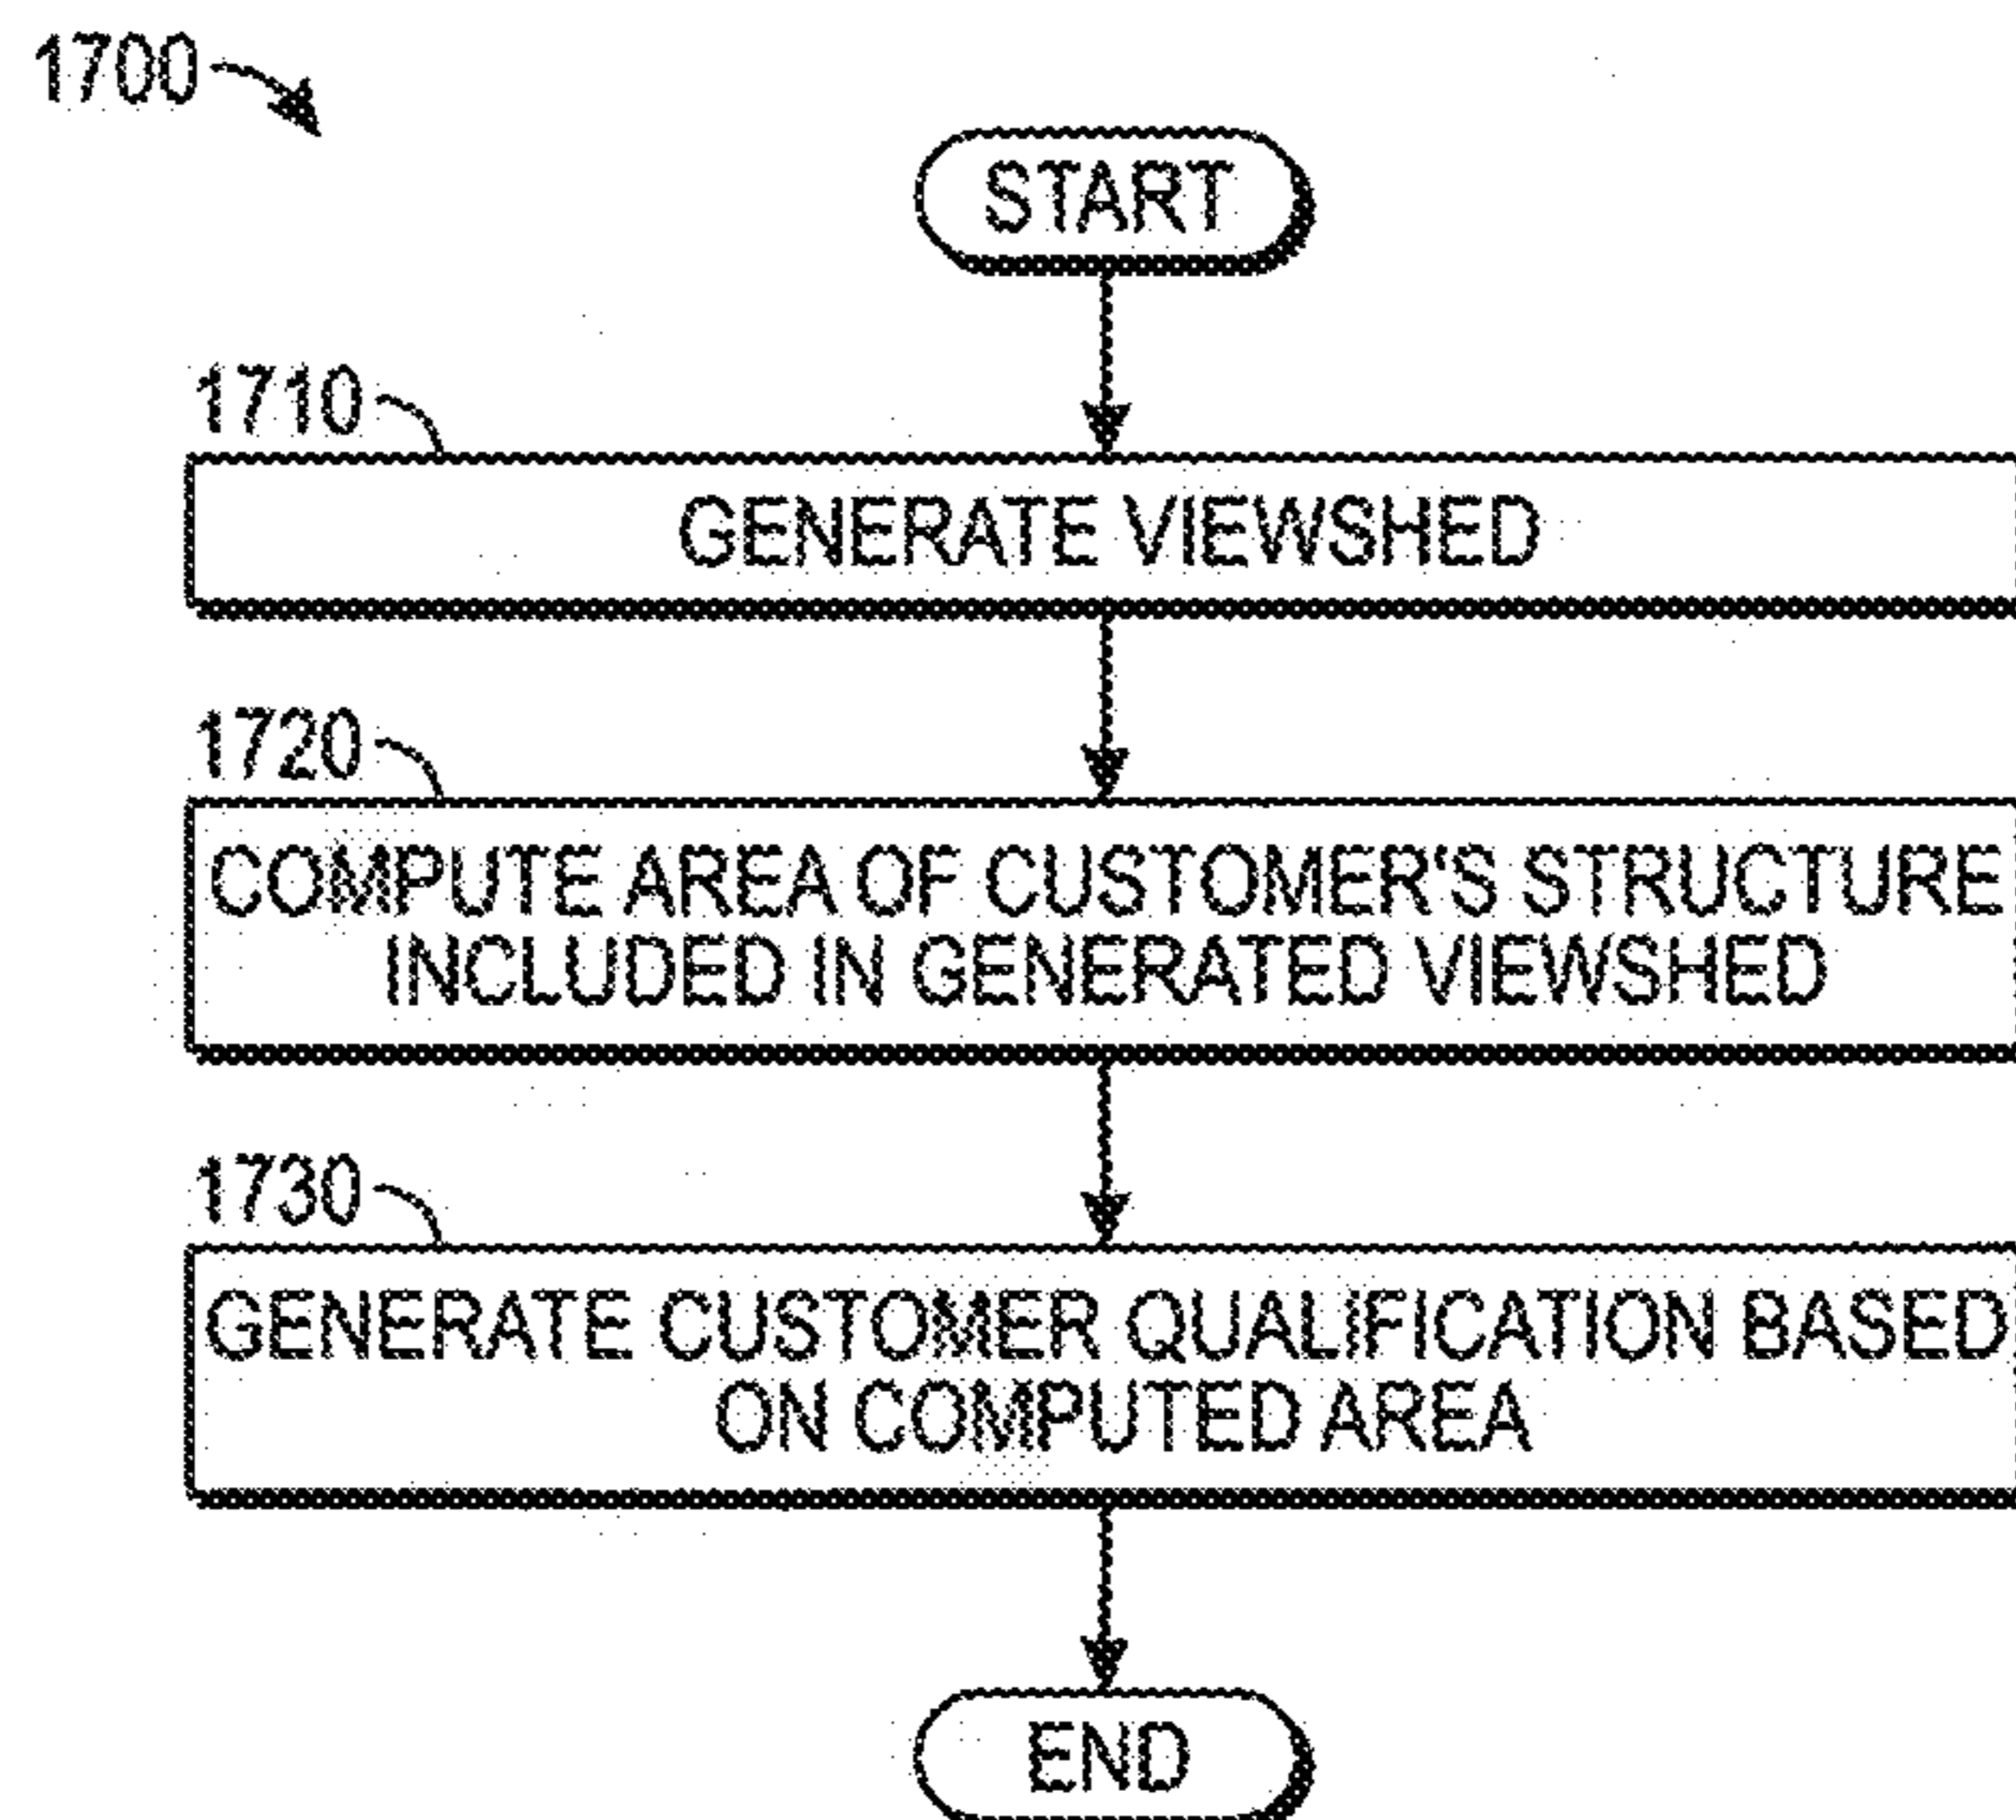 1700
START
1710
GENERATE VIEWSHED
1720
COMPUTE AREA OF CUSTOMER'S STRUCTURE
INCLUDED IN GENERATED VIEWSHED
1730
GENERATE CUSTOMER QUALIFICATION BASED
ON COMPUTED AREA
END